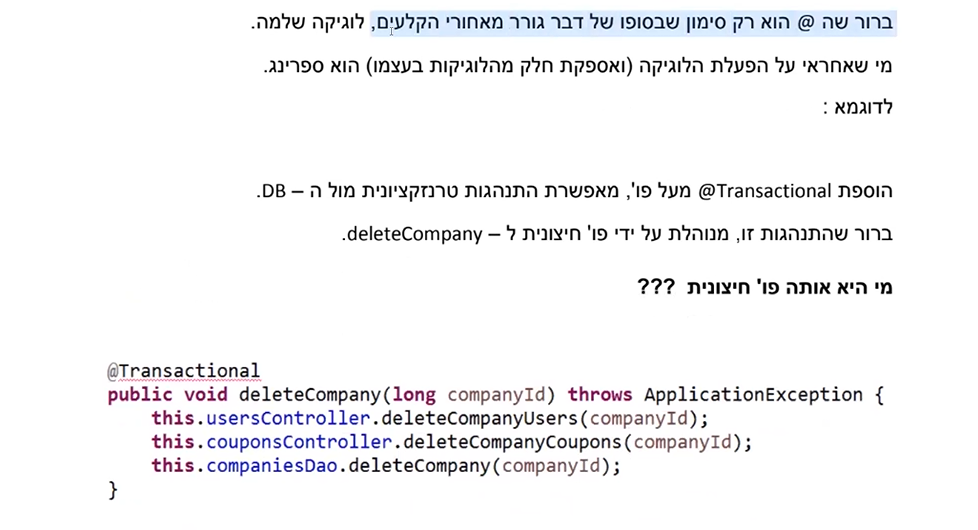 ברור שה @ הוא רק סימון שבסופו של דבר גורר מאחורי הקלעים, לוגיקה שלמה.
מי שאחראי על הפעלת הלוגיקה (ואספקת חלק מהלוגיקות בעצמו) הוא ספרינג.
לדוגמא :
הוספת Transactional@ מעל פו', מאפשרת התנהגות טרנזקציונית מול ה – DB.
ברור שהתנהגות זו, מנוהלת על ידי פו' חיצונית ל – deleteCompany.
מי היא אותה פו' חיצונית ???
@Transactional
public void deleteCompany(long companyId) throws ApplicationException {
this.usersController.deleteCompanyUsers(companyId);
this.couponsController.deleteCompanyCoupons(companyId);
this.companiesDao.deleteCompany(companyId);
}